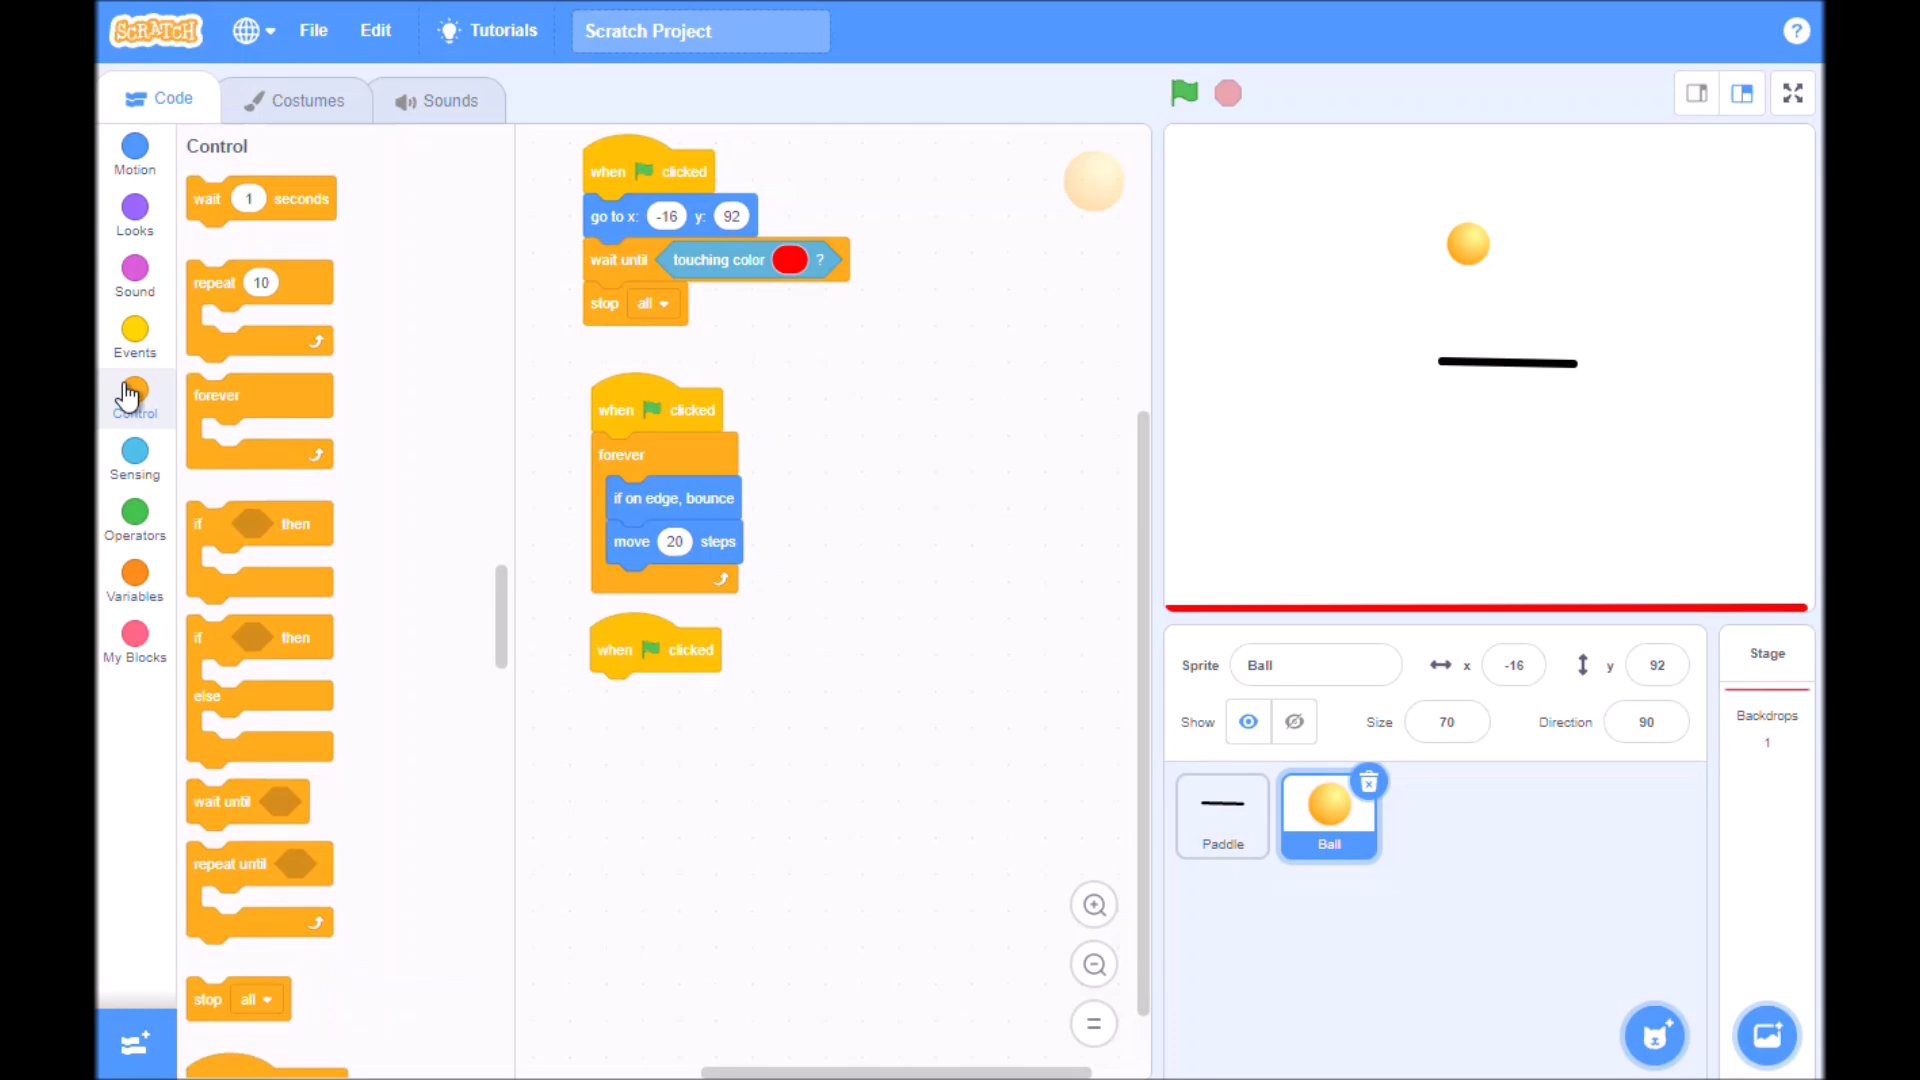 SCRATCH
File
Edit
Tutorials
Scratch Project
?
Code
Costumes
Sounds
Motion
Looks
Sound
Events
Control
Sensing
Operators
Variables
My Blocks
Control
wait 1 seconds
repeat 10
forever
if then
if then
else
wait until
repeat until
stop all
when clicked
go to x: -16 y: 92
wait until touching color ?
stop all
when clicked
forever
if on edge, bounce
move 20 steps
when clicked
Sprite Ball x -16 y 92
Show Size 70 Direction 90
Paddle
Ball
Stage
Backdrops
1